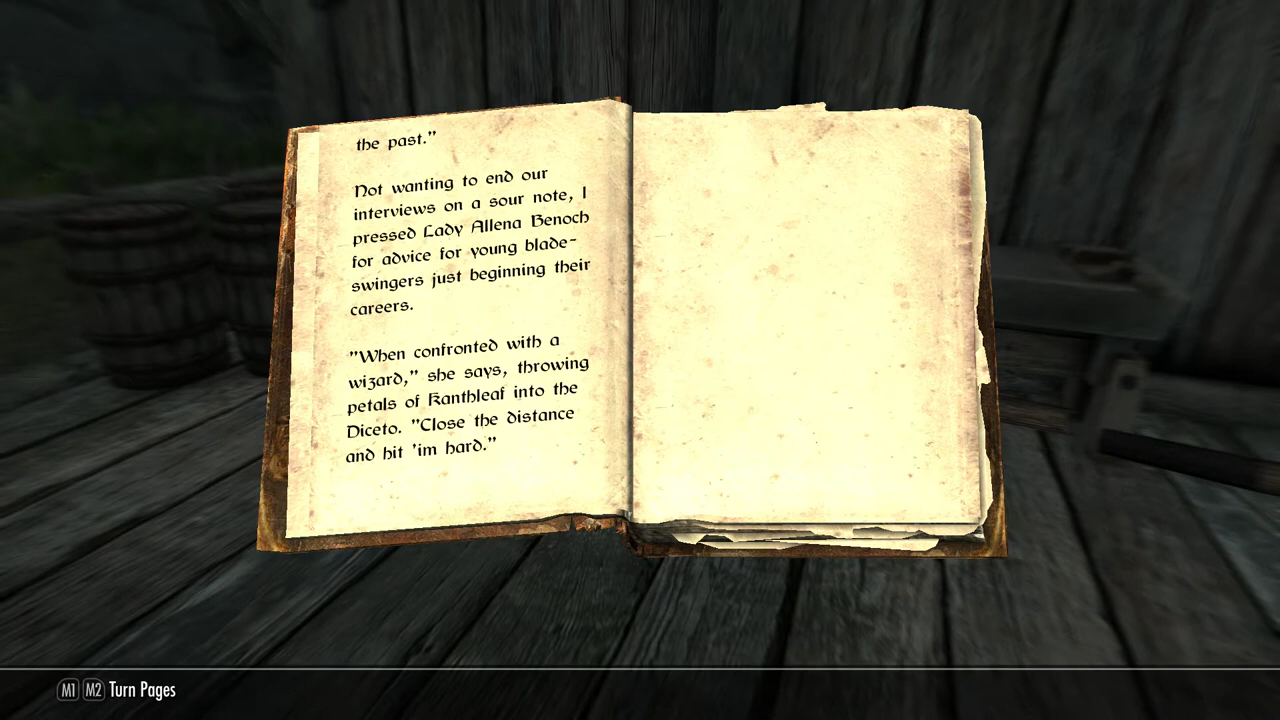 the past."
Not wanting to end our
interviews on a sour note, I
pressed Lady Allena Benoch
for advice for young blade-
swingers just beginning their
careers.
"When confronted with a
wizard," she says, throwing
petals of Kanthleaf into the
Diceto. "Close the distance
and hit 'im hard."
M1 M2 Turn Pages